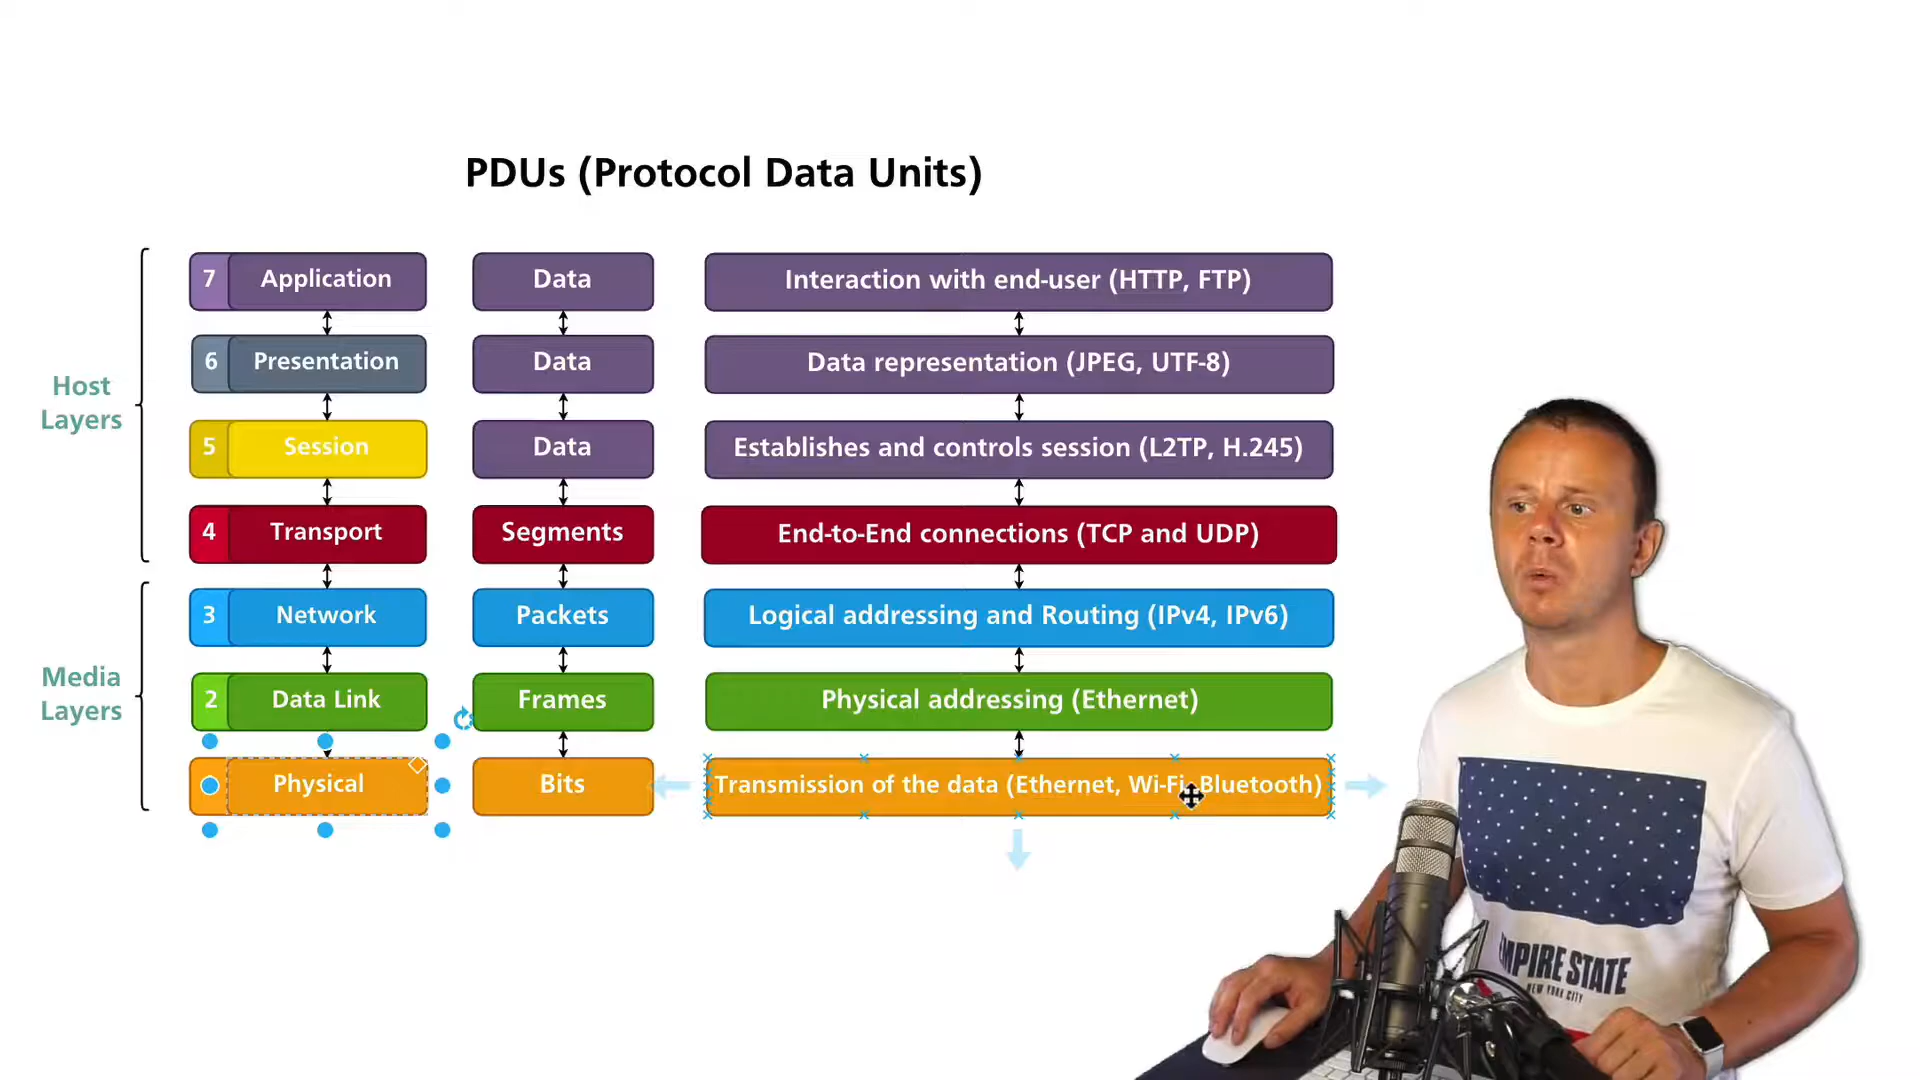 PDUs (Protocol Data Units)
Host
Layers
7 Application Data Interaction with end-user (HTTP, FTP)
6 Presentation Data Data representation (JPEG, UTF-8)
5 Session Data Establishes and controls session (L2TP, H.245)
4 Transport Segments End-to-End connections (TCP and UDP)
Media
Layers
3 Network Packets Logical addressing and Routing (IPv4, IPv6)
2 Data Link Frames Physical addressing (Ethernet)
Physical Bits Transmission of the data (Ethernet, Wi-Fi, Bluetooth)
EMPIRE STATE
NEW YORK CITY